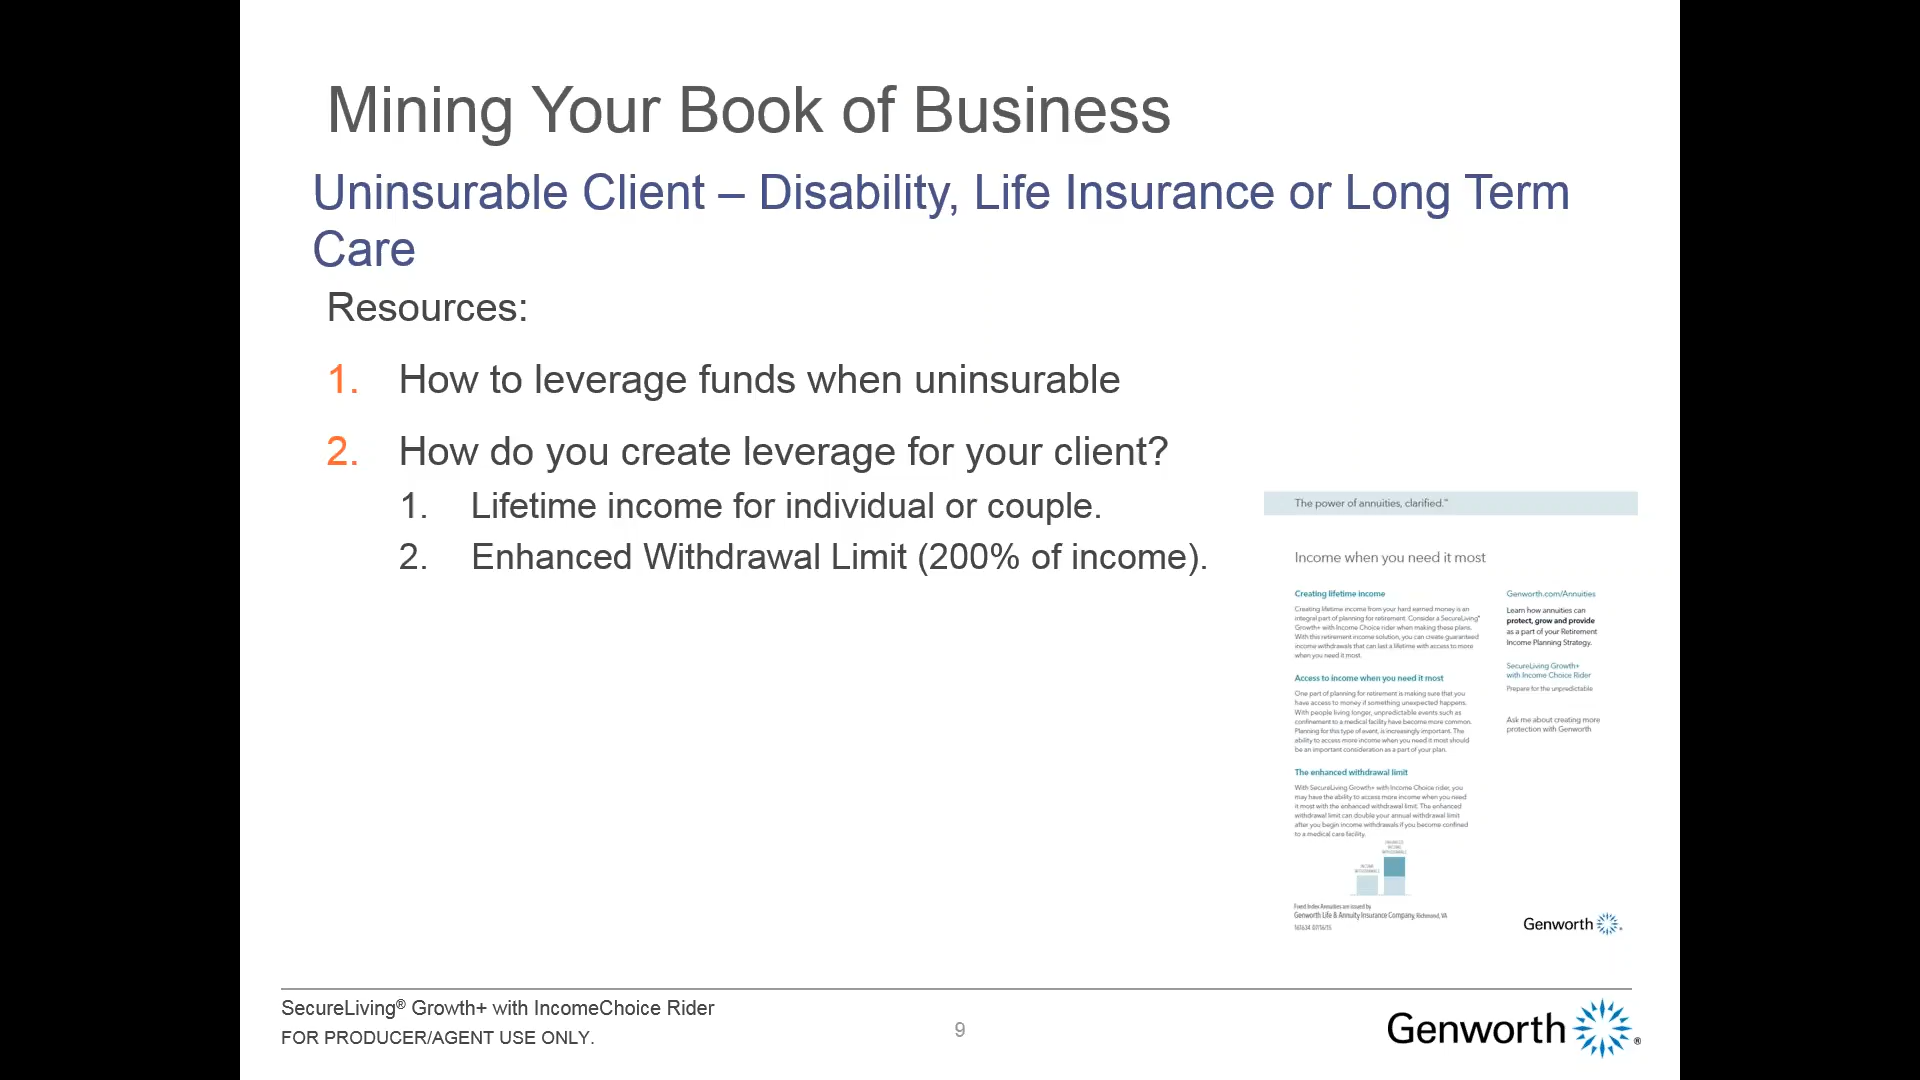 Mining Your Book of Business
Uninsurable Client – Disability, Life Insurance or Long Term
Care
Resources:
1. How to leverage funds when uninsurable
2. How do you create leverage for your client?
1. Lifetime income for individual or couple.
2. Enhanced Withdrawal Limit (200% of income).
The power of annuities, clarified.℠
Income when you need it most
Creating lifetime income
Creating lifetime income from your hard earned money is an
integral part of planning for retirement. Consider a SecureLiving®
Growth+ with Income Choice rider when making these plans.
With this retirement income solution, you can create guaranteed
income withdrawals that can last a lifetime with access to more
when you need it most.
Access to income when you need it most
One part of planning for retirement is making sure that you
have access to money if something unexpected happens.
With people living longer, unpredictable events such as
confinement to a medical facility have become more common.
Planning for this type of event, is increasingly important. The
ability to access more income when you need it most should
be an important consideration as a part of your plan.
The enhanced withdrawal limit
With SecureLiving Growth+ with Income Choice rider, you
may have the ability to access more income when you need
it most with the enhanced withdrawal limit. The enhanced
withdrawal limit can double your annual withdrawal limit
after you begin income withdrawals if you become confined
to a medical care facility.
INCOME
WITHDRAWALS
ENHANCED
INCOME
WITHDRAWALS
Fixed Index Annuities are issued by
Genworth Life & Annuity Insurance Company, Richmond, VA
161634 07/16/15
Genworth.com/Annuities
Learn how annuities can
protect, grow and provide
as a part of your Retirement
Income Planning Strategy.
SecureLiving Growth+
with Income Choice Rider
Prepare for the unpredictable
Ask me about creating more
protection with Genworth
Genworth
SecureLiving® Growth+ with IncomeChoice Rider
FOR PRODUCER/AGENT USE ONLY.
9
Genworth®